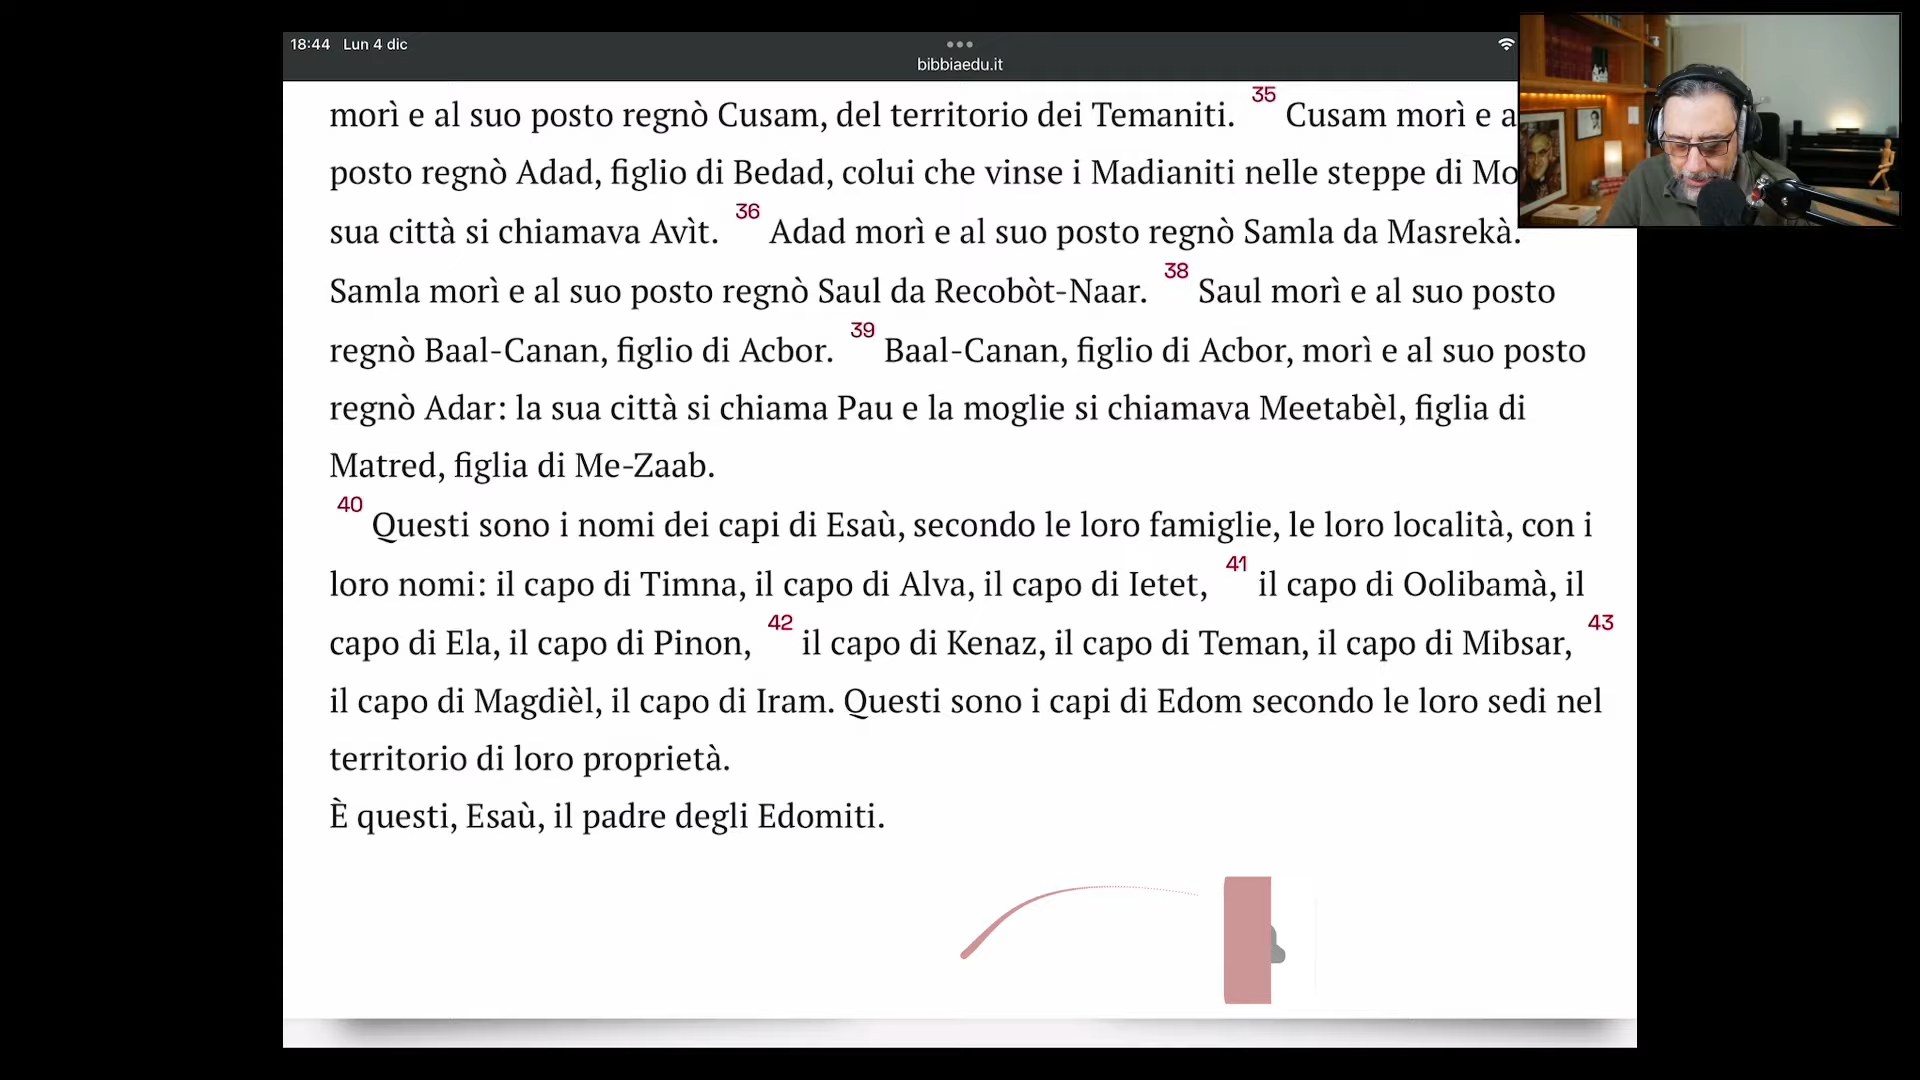 18:44 Lun 4 dic
bibbiaedu.it
morì e al suo posto regnò Cusam, del territorio dei Temaniti. 35 Cusam morì e a
posto regnò Adad, figlio di Bedad, colui che vinse i Madianiti nelle steppe di Mo
sua città si chiamava Avìt. 36 Adad morì e al suo posto regnò Samla da Masrekà.
Samla morì e al suo posto regnò Saul da Recobòt-Naar. 38 Saul morì e al suo posto
regnò Baal-Canan, figlio di Acbor. 39 Baal-Canan, figlio di Acbor, morì e al suo posto
regnò Adar: la sua città si chiama Pau e la moglie si chiamava Meetabèl, figlia di
Matred, figlia di Me-Zaab.
40 Questi sono i nomi dei capi di Esaù, secondo le loro famiglie, le loro località, con i
loro nomi: il capo di Timna, il capo di Alva, il capo di Ietet, 41 il capo di Oolibamà, il
capo di Ela, il capo di Pinon, 42 il capo di Kenaz, il capo di Teman, il capo di Mibsar, 43
il capo di Magdièl, il capo di Iram. Questi sono i capi di Edom secondo le loro sedi nel
territorio di loro proprietà.
È questi, Esaù, il padre degli Edomiti.